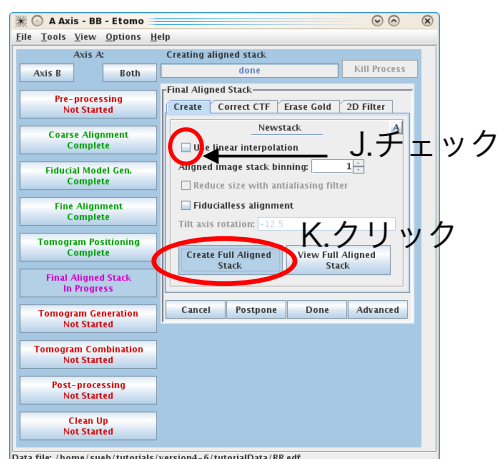 A Axis - BB - Etomo
File Tools View Options Help
Axis A:
Creating aligned stack
Axis B
Both
done
Kill Process
Pre-processing
Not Started
Coarse Alignment
Complete
Fiducial Model Gen.
Complete
Fine Alignment
Complete
Tomogram Positioning
Complete
Final Aligned Stack
In Progress
Tomogram Generation
Not Started
Tomogram Combination
Not Started
Post-processing
Not Started
Clean Up
Not Started
Final Aligned Stack
Create
Correct CTF
Erase Gold
2D Filter
Newstack
A
Use linear interpolation
J.チェック
Aligned image stack binning: 1
Reduce size with antialiasing filter
Fiducialless alignment
Tilt axis rotation: -12.5
K.クリック
Create Full Aligned
Stack
View Full Aligned
Stack
Cancel
Postpone
Done
Advanced
Data file: /home/sueh/tutorials/version4-6/tutorialData/BB.edf